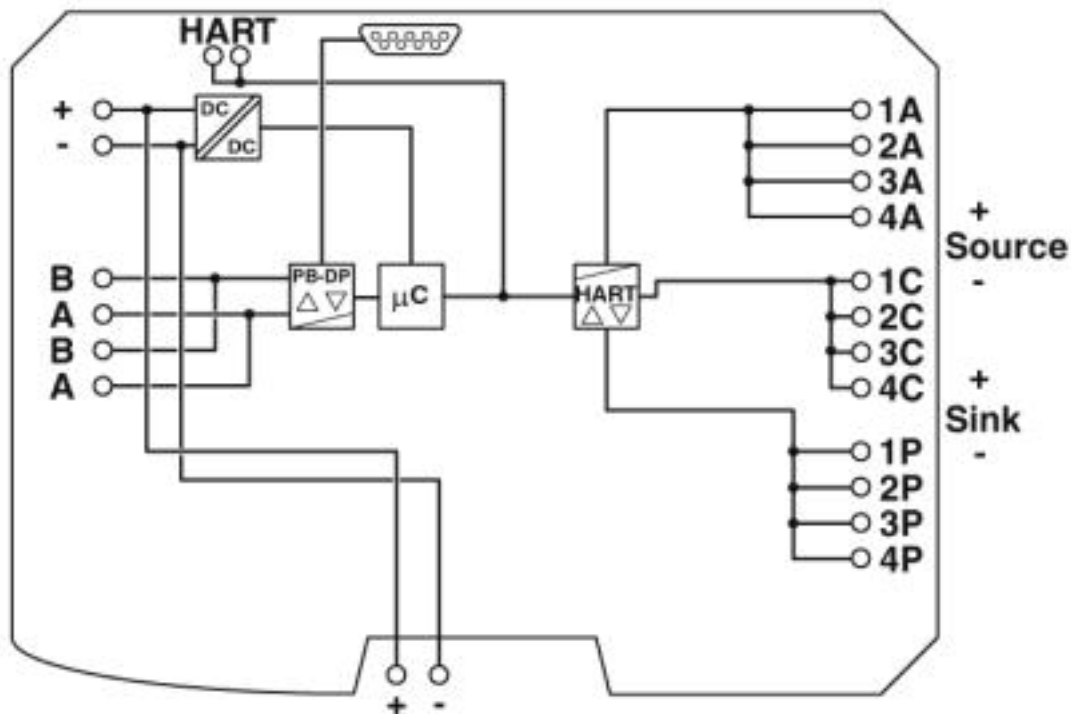 HART
+
-
DC
DC
1A
2A
3A
4A
+
Source
-
B
A
B
A
PB-DP
μC
HART
1C
2C
3C
4C
+
Sink
-
1P
2P
3P
4P
+ -